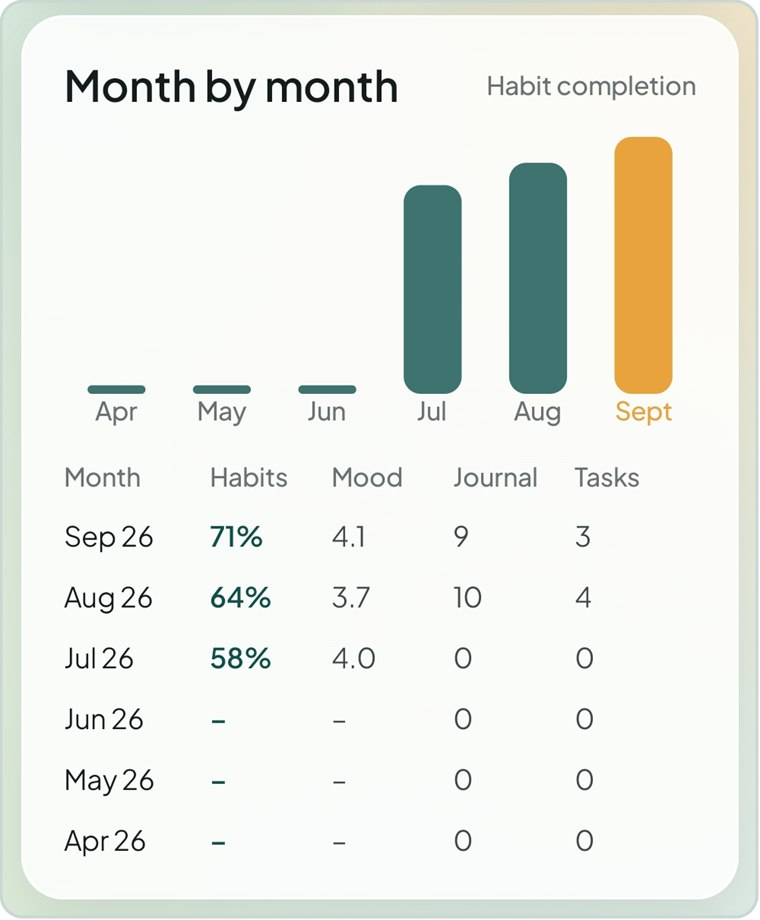 Month by month Habit completion
Apr May Jun Jul Aug Sept
Month Habits Mood Journal Tasks
Sep 26 71% 4.1 9 3
Aug 26 64% 3.7 10 4
Jul 26 58% 4.0 0 0
Jun 26 – – 0 0
May 26 – – 0 0
Apr 26 – – 0 0